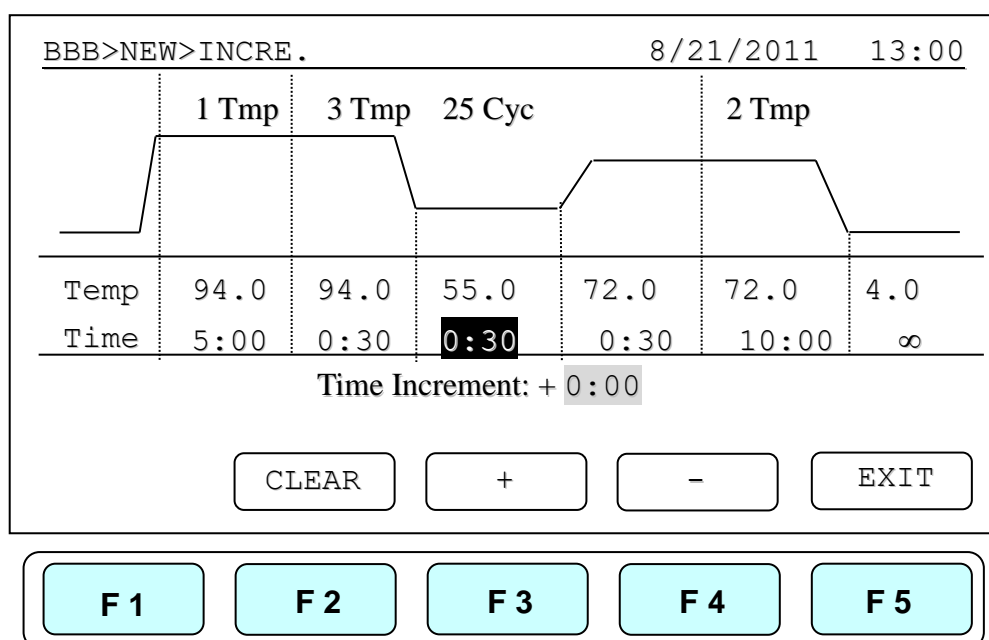 BBB>NEW>INCRE. 8/21/2011 13:00
1 Tmp 3 Tmp 25 Cyc 2 Tmp
Temp 94.0 94.0 55.0 72.0 72.0 4.0
Time 5:00 0:30 0:30 0:30 10:00 ∞
Time Increment: + 0:00
CLEAR + - EXIT
F 1 F 2 F 3 F 4 F 5